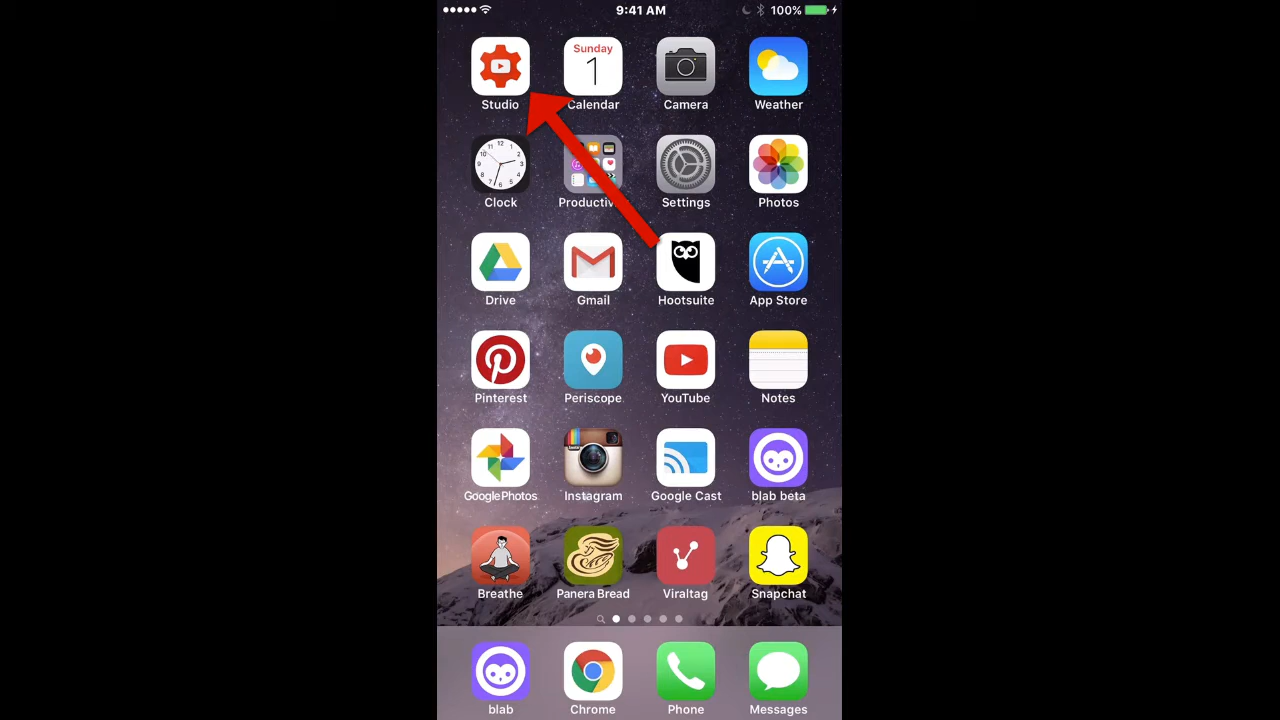 9:41 AM 100%
Sunday
1
Studio Calendar Camera Weather
Clock Productiv Settings Photos
Drive Gmail Hootsuite App Store
Pinterest Periscope YouTube Notes
Google Photos Instagram Google Cast blab beta
Breathe Panera Bread Viraltag Snapchat
blab Chrome Phone Messages